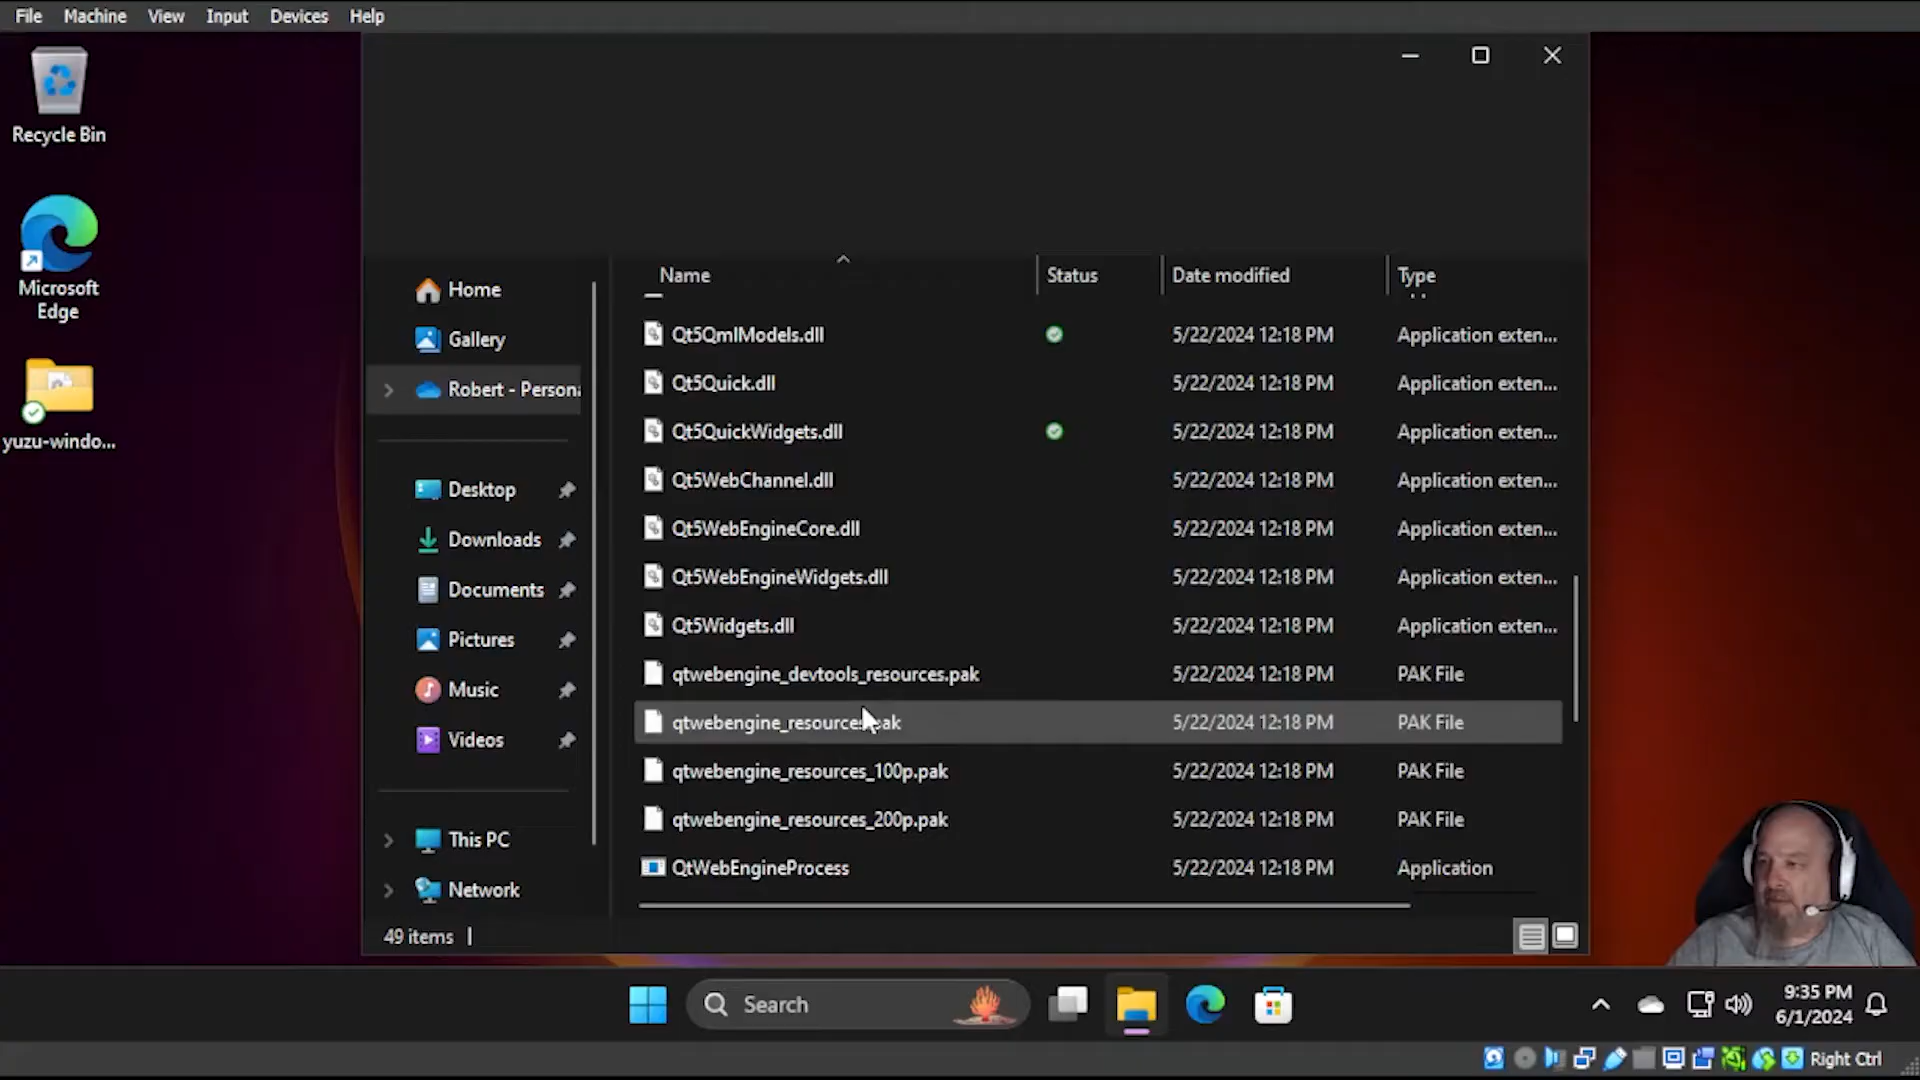 File Machine View Input Devices Help
Recycle Bin
Microsoft
Edge
yuzu-windo...
Home
Gallery
Robert - Persona
Desktop
Downloads
Documents
Pictures
Music
Videos
This PC
Network
49 items
Name Status Date modified Type
Qt5QmlModels.dll 5/22/2024 12:18 PM Application exten...
Qt5Quick.dll 5/22/2024 12:18 PM Application exten...
Qt5QuickWidgets.dll 5/22/2024 12:18 PM Application exten...
Qt5WebChannel.dll 5/22/2024 12:18 PM Application exten...
Qt5WebEngineCore.dll 5/22/2024 12:18 PM Application exten...
Qt5WebEngineWidgets.dll 5/22/2024 12:18 PM Application exten...
Qt5Widgets.dll 5/22/2024 12:18 PM Application exten...
qtwebengine_devtools_resources.pak 5/22/2024 12:18 PM PAK File
qtwebengine_resources.pak 5/22/2024 12:18 PM PAK File
qtwebengine_resources_100p.pak 5/22/2024 12:18 PM PAK File
qtwebengine_resources_200p.pak 5/22/2024 12:18 PM PAK File
QtWebEngineProcess 5/22/2024 12:18 PM Application
Search
9:35 PM
6/1/2024
Right Ctrl